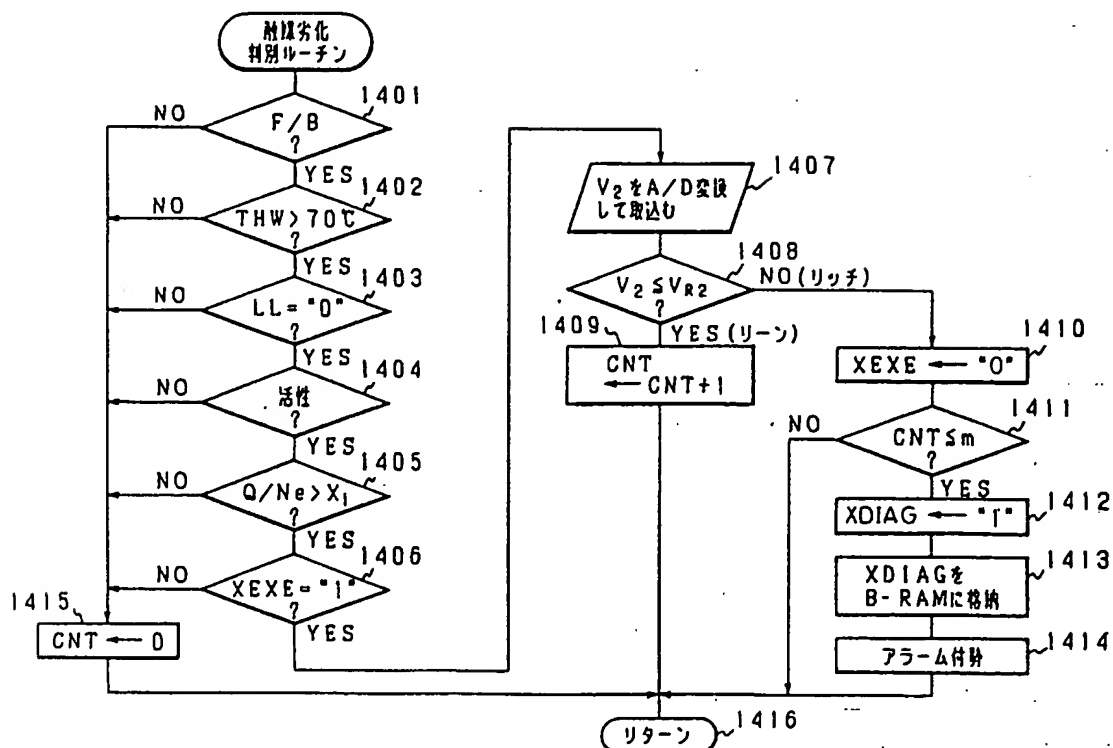 触媒劣化
判別ルーチン
1401
NO
F/B
?
YES
1402
NO
THW>70℃
?
YES
1403
NO
LL="0"
?
YES
1404
NO
活性
?
YES
1405
NO
Q/Ne>X₁
?
YES
1406
NO
XEXE="1"
?
YES
1415
CNT ← 0
1407
V₂をA/D変換
して取込む
1408
V₂≦VR2
?
NO(リッチ)
YES(リーン)
1409
CNT
← CNT+1
1410
XEXE ← "0"
1411
NO
CNT≦m
?
YES
1412
XDIAG ← "1"
1413
XDIAGを
B-RAMに格納
1414
アラーム付勢
リターン
1416